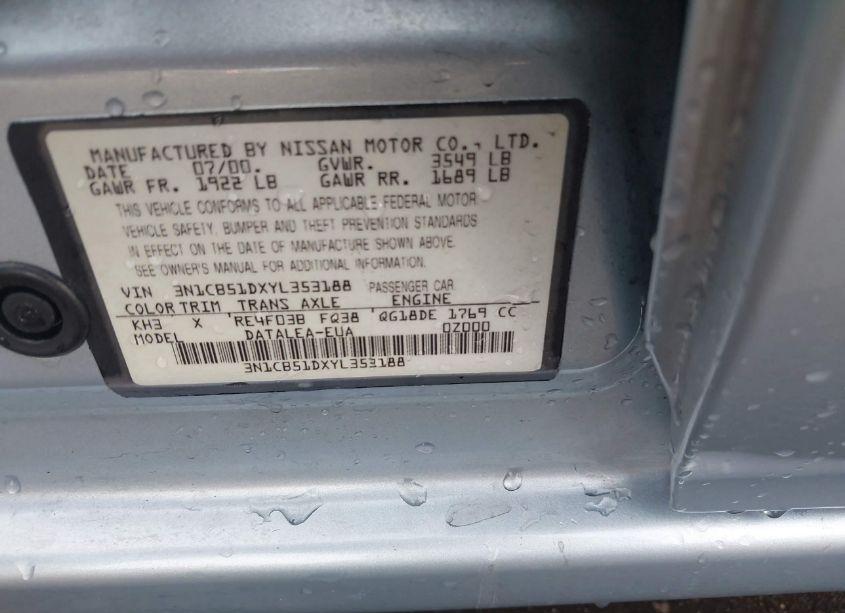 MANUFACTURED BY NISSAN MOTOR CO., LTD.
DATE 07/00. GVWR. 3549 LB
GAWR FR. 1922 LB GAWR RR. 1689 LB
THIS VEHICLE CONFORMS TO ALL APPLICABLE FEDERAL MOTOR
VEHICLE SAFETY, BUMPER AND THEFT PREVENTION STANDARDS
IN EFFECT ON THE DATE OF MANUFACTURE SHOWN ABOVE.
SEE OWNER'S MANUAL FOR ADDITIONAL INFORMATION.
VIN 3N1CB51DXYL353188 PASSENGER CAR
COLOR TRIM TRANS AXLE ENGINE
KH3 X RE4F03B FQ38 QG18DE 1769 CC
MODEL DATALEA-EUA 0Z000
3N1CB51DXYL353188